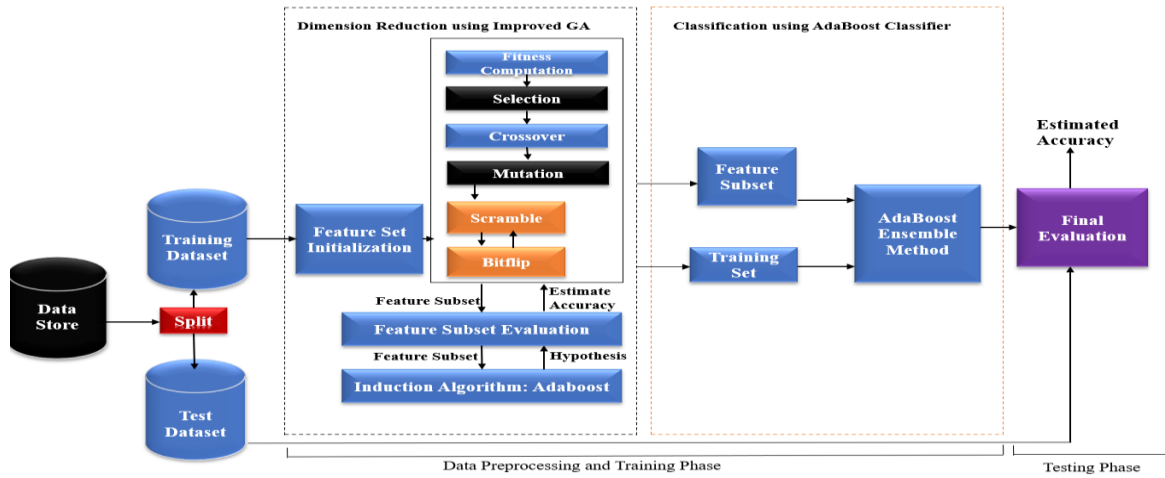 Dimension Reduction using Improved GA
Fitness
Computation
Selection
Crossover
Mutation
Scramble
Bitflip
Feature Set
Initialization
Training
Dataset
Data
Store
Split
Test
Dataset
Feature Subset
Estimate
Accuracy
Feature Subset Evaluation
Feature Subset
Hypothesis
Induction Algorithm: Adaboost
Classification using AdaBoost Classifier
Feature
Subset
Training
Set
AdaBoost
Ensemble
Method
Estimated
Accuracy
Final
Evaluation
Data Preprocessing and Training Phase
Testing Phase